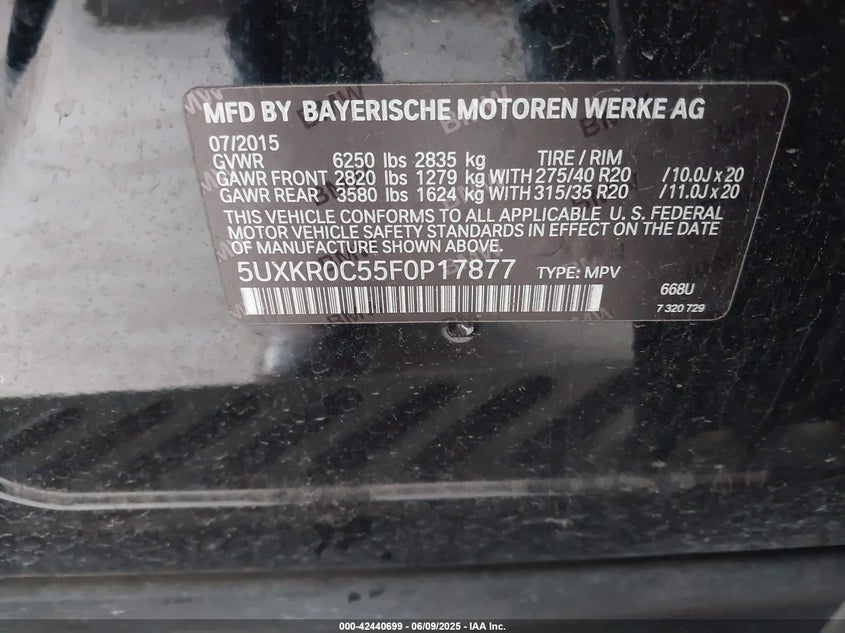 MFD BY BAYERISCHE MOTOREN WERKE AG
07/2015
GVWR 6250 lbs 2835 kg TIRE / RIM
GAWR FRONT 2820 lbs 1279 kg WITH 275/40 R20 / 10.0J x 20
GAWR REAR 3580 lbs 1624 kg WITH 315/35 R20 / 11.0J x 20
THIS VEHICLE CONFORMS TO ALL APPLICABLE U. S. FEDERAL
MOTOR VEHICLE SAFETY STANDARDS IN EFFECT ON THE DATE
OF MANUFACTURE SHOWN ABOVE.
5UXKR0C55F0P17877 TYPE: MPV
668U
7 320 729
000-42440699 - 06/09/2025 - IAA Inc.